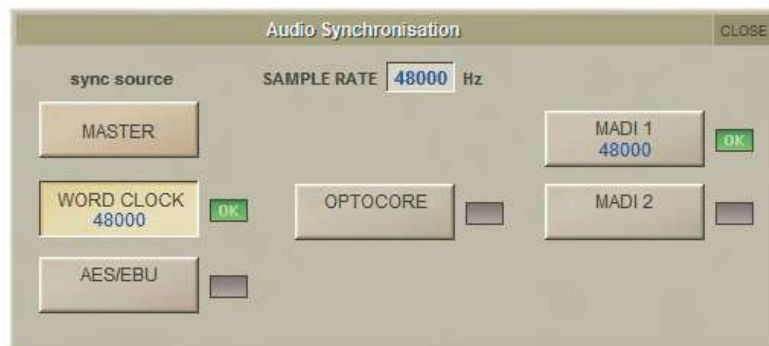 Audio Synchronisation
CLOSE
sync source
SAMPLE RATE 48000 Hz
MASTER
MADI 1
48000
OK
WORD CLOCK
48000
OK
OPTOCORE
MADI 2
AES/EBU